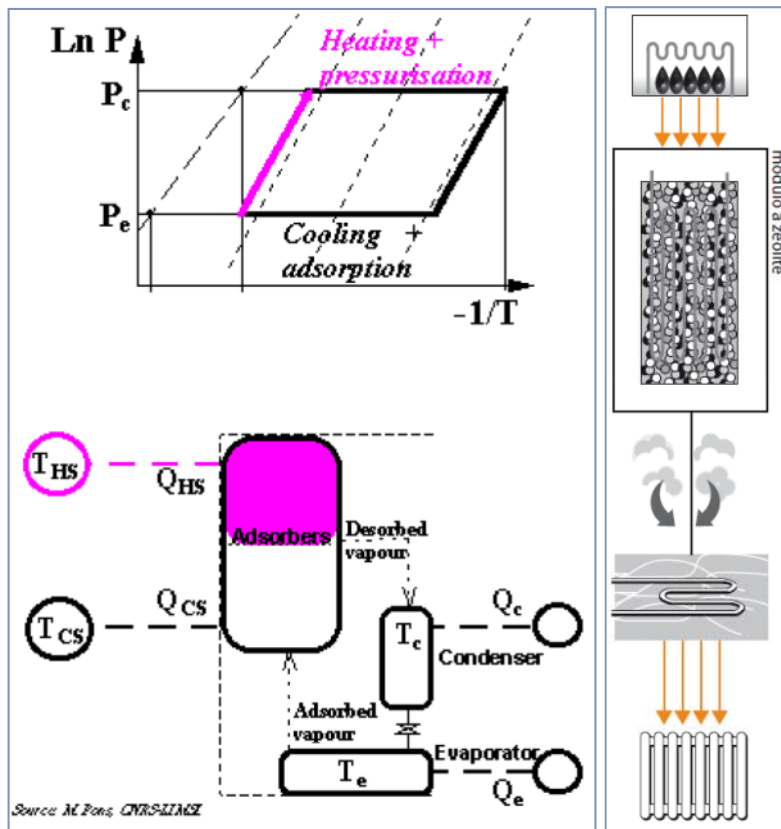 Ln P
Heating +
pressurisation
Pc
Pe
Cooling +
adsorption
-1/T
THS
QHS
Adsorbers
Desorbed
vapour
TCS
QCS
Tc
Qc
Condenser
Adsorbed
vapour
Evaporator
Te
Qe
Source: M. Pons, CNRS-LIMSI
modulo a zeolite